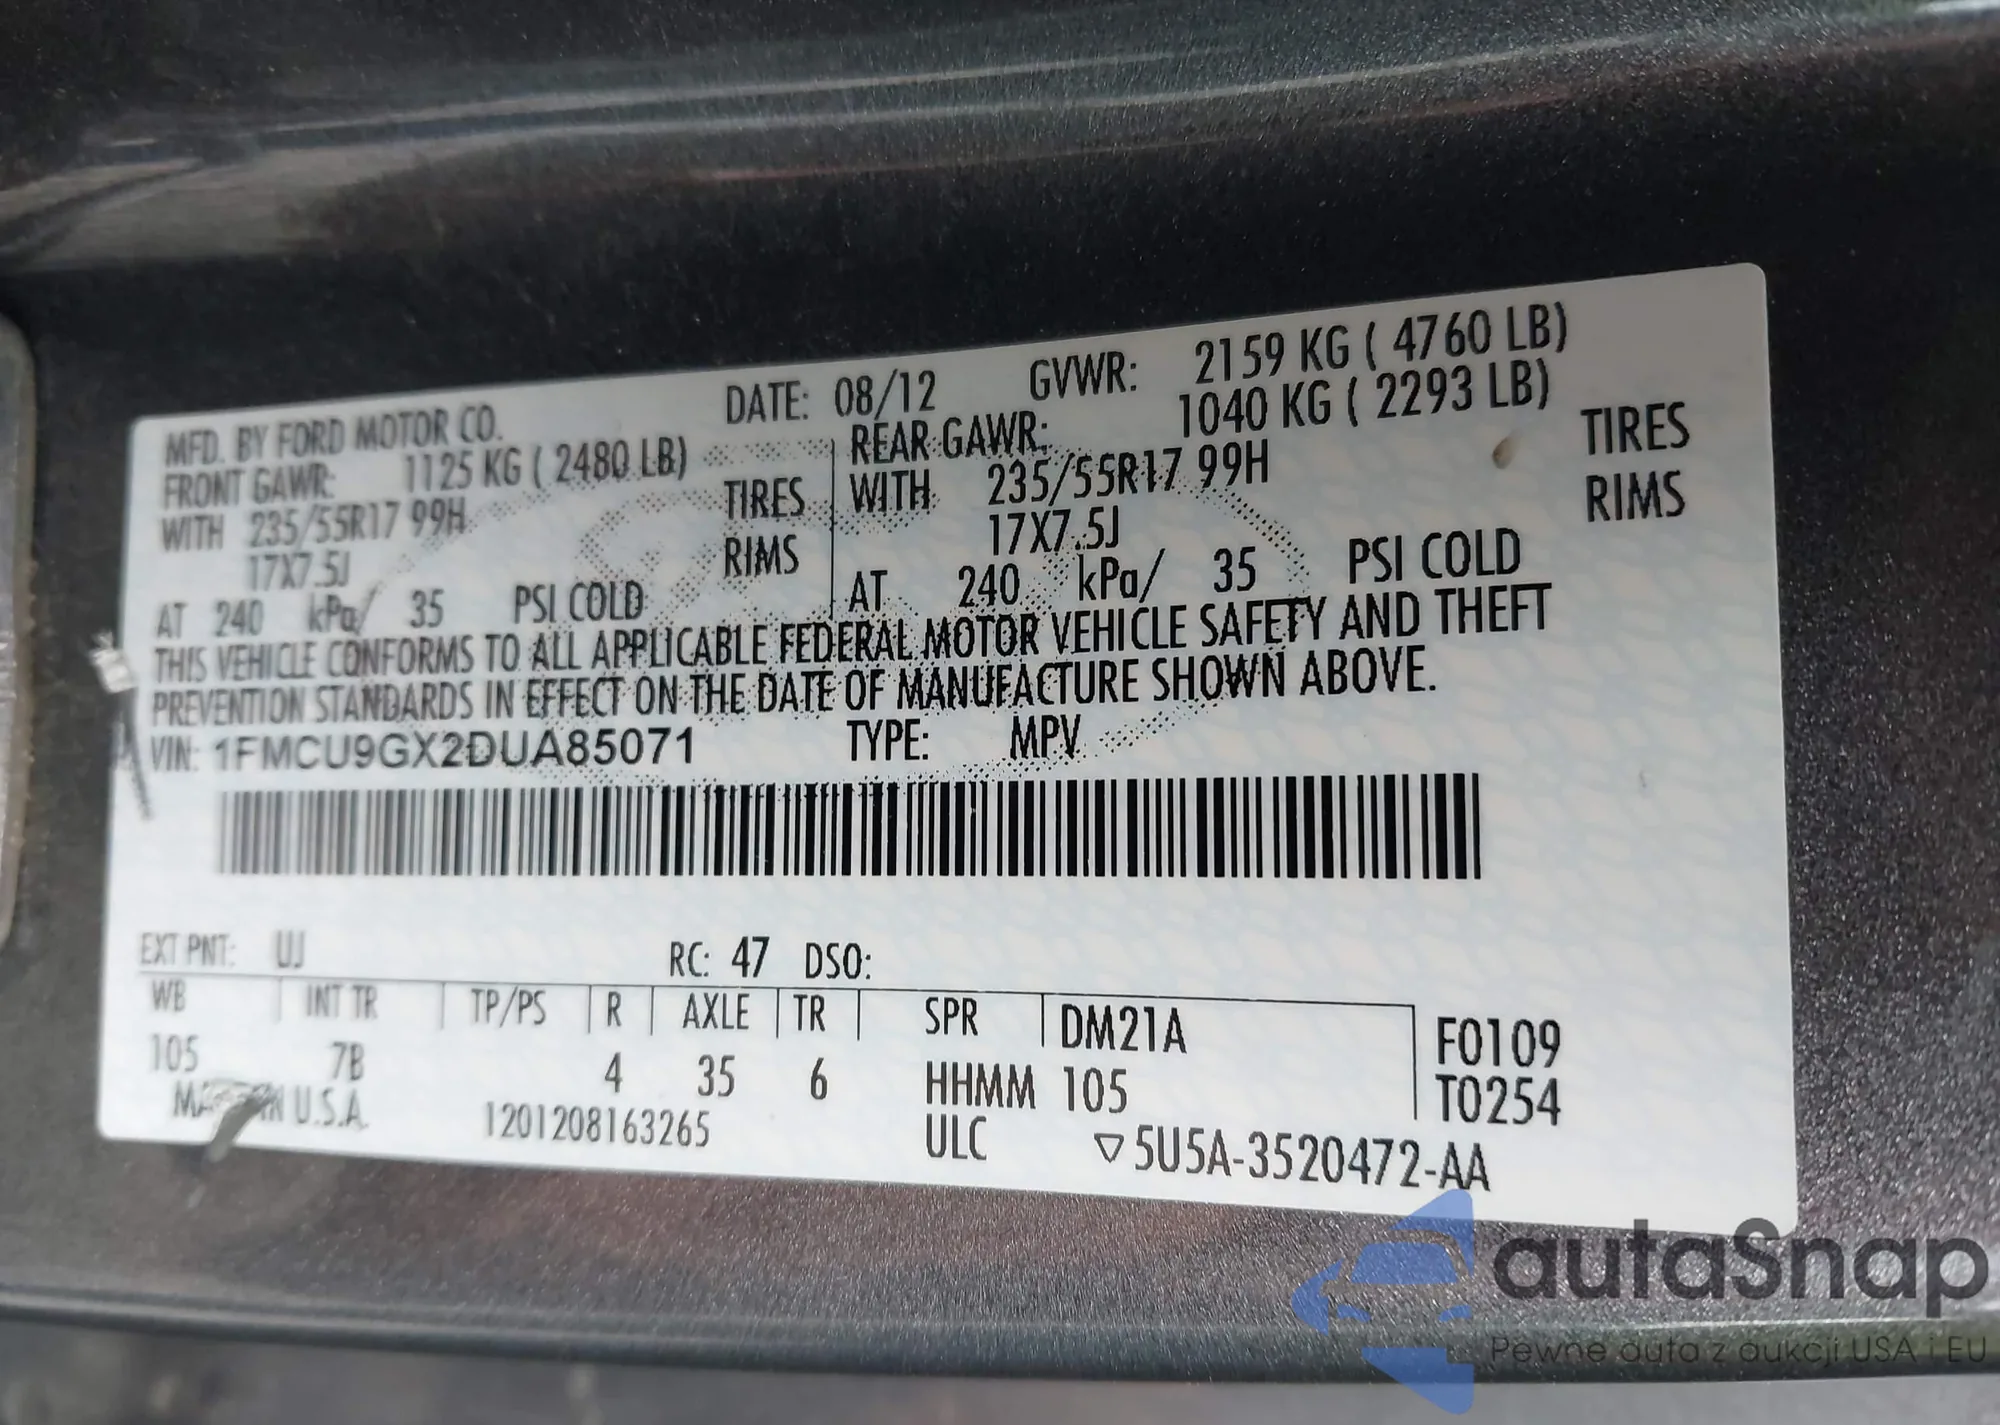 MFD. BY FORD MOTOR CO. DATE: 08/12 GVWR: 2159 KG ( 4760 LB)
FRONT GAWR: 1125 KG ( 2480 LB) REAR GAWR: 1040 KG ( 2293 LB)
WITH 235/55R17 99H TIRES WITH 235/55R17 99H TIRES
17X7.5J RIMS 17X7.5J RIMS
AT 240 kPa/ 35 PSI COLD AT 240 kPa/ 35 PSI COLD
THIS VEHICLE CONFORMS TO ALL APPLICABLE FEDERAL MOTOR VEHICLE SAFETY AND THEFT
PREVENTION STANDARDS IN EFFECT ON THE DATE OF MANUFACTURE SHOWN ABOVE.
VIN: 1FMCU9GX2DUA85071 TYPE: MPV
EXT PNT: UJ RC: 47 DSO:
WB INT TR TP/PS R AXLE TR SPR DM21A F0109
105 7B 4 35 6 HHMM 105 T0254
U.S.A. 1201208163265 ULC ▽5U5A-3520472-AA
autaSnap
Pewne auta z aukcji USA i EU